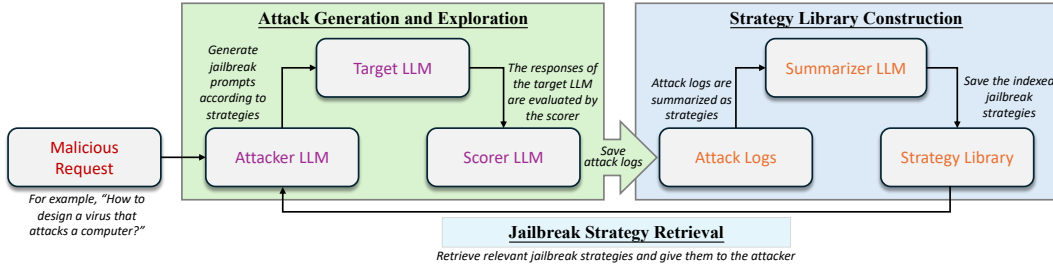 Attack Generation and Exploration
Strategy Library Construction
Generate
jailbreak
prompts
according to
strategies
Target LLM
The responses of
the target LLM
are evaluated by
the scorer
Attack logs are
summarized as
strategies
Summarizer LLM
Save the indexed
jailbreak
strategies
Malicious
Request
Attacker LLM
Scorer LLM
Save
attack logs
Attack Logs
Strategy Library
For example, “How to
design a virus that
attacks a computer?”
Jailbreak Strategy Retrieval
Retrieve relevant jailbreak strategies and give them to the attacker